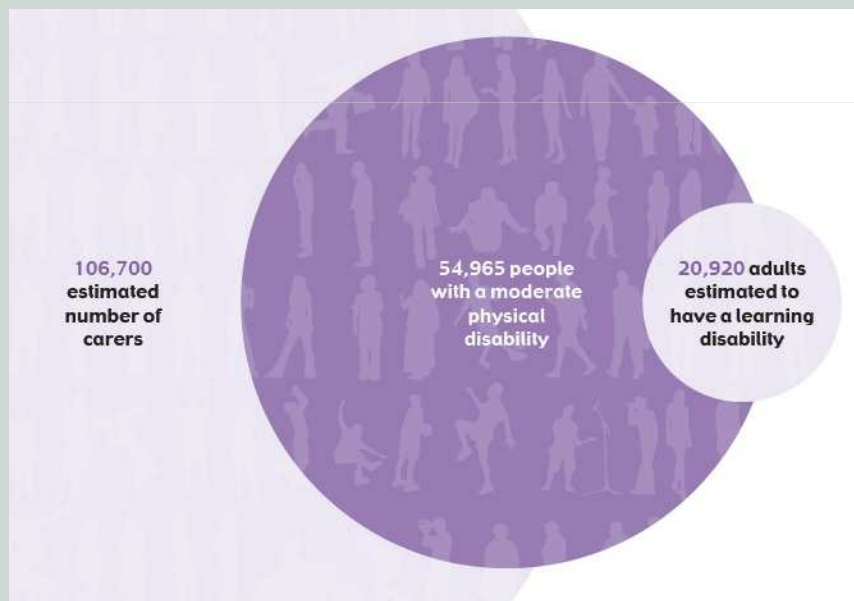 106,700
estimated
number of
carers
54,965 people
with a moderate
physical
disability
20,920 adults
estimated to
have a learning
disability